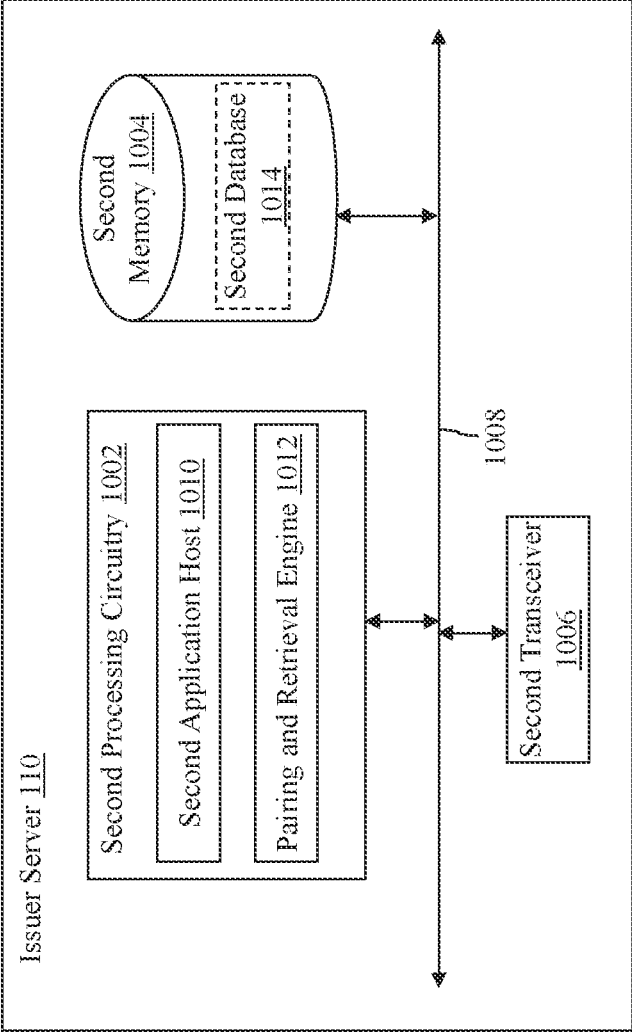 Issuer Server 110
Second Processing Circuitry 1002
Second Application Host 1010
Pairing and Retrieval Engine 1012
Second
Memory 1004
Second Database
1014
1008
Second Transceiver
1006